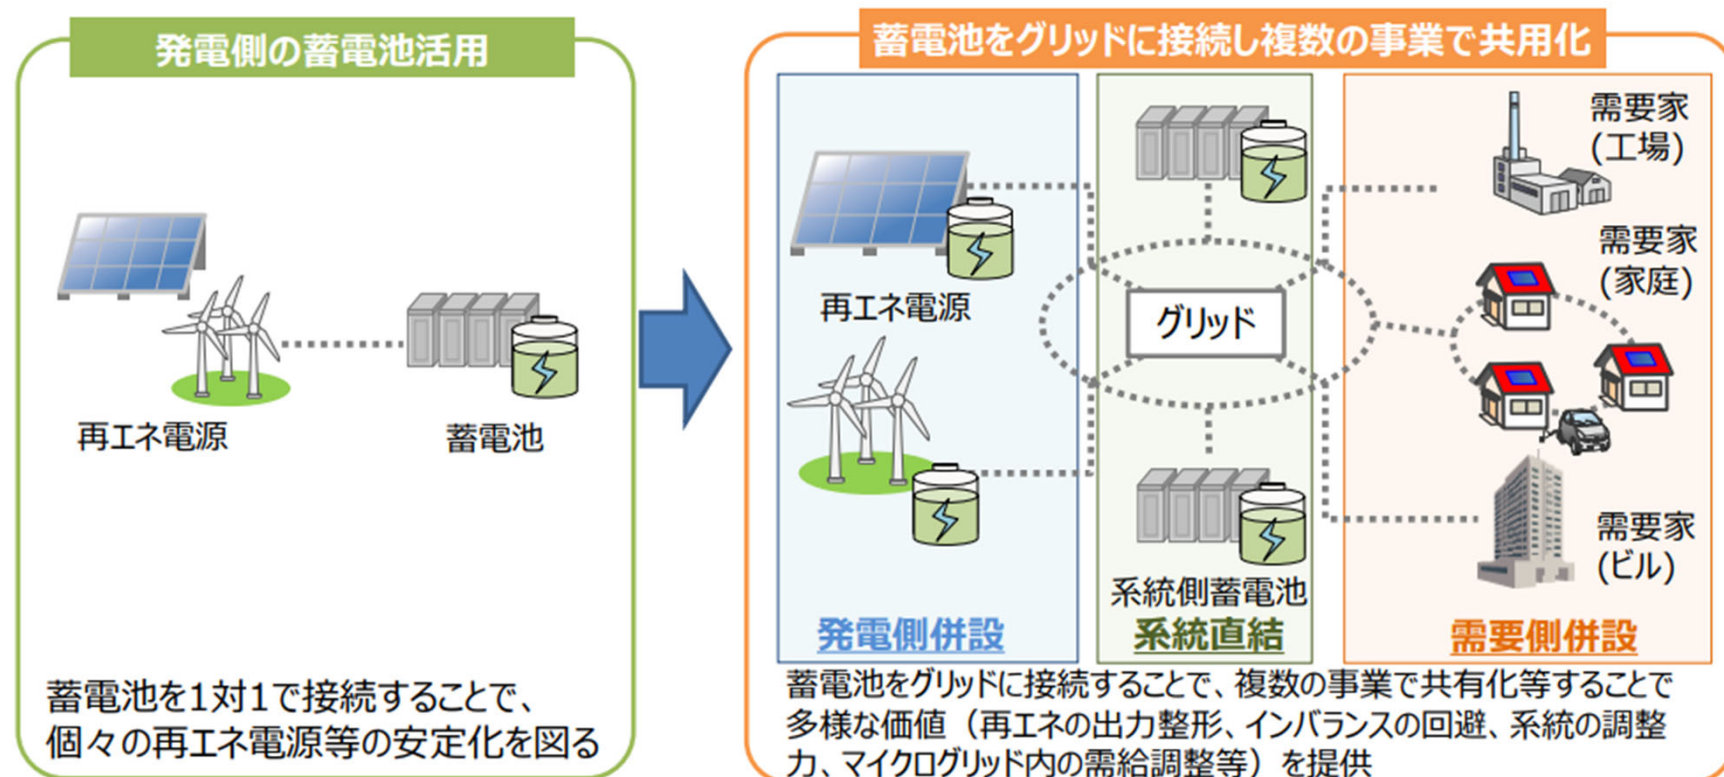 発電側の蓄電池活用
再エネ電源
蓄電池
蓄電池を1対1で接続することで、
個々の再エネ電源等の安定化を図る
蓄電池をグリッドに接続し複数の事業で共用化
再エネ電源
発電側併設
グリッド
系統側蓄電池
系統直結
需要家
(工場)
需要家
(家庭)
需要家
(ビル)
需要側併設
蓄電池をグリッドに接続することで、複数の事業で共有化等することで
多様な価値（再エネの出力整形、インバランスの回避、系統の調整
力、マイクログリッド内の需給調整等）を提供